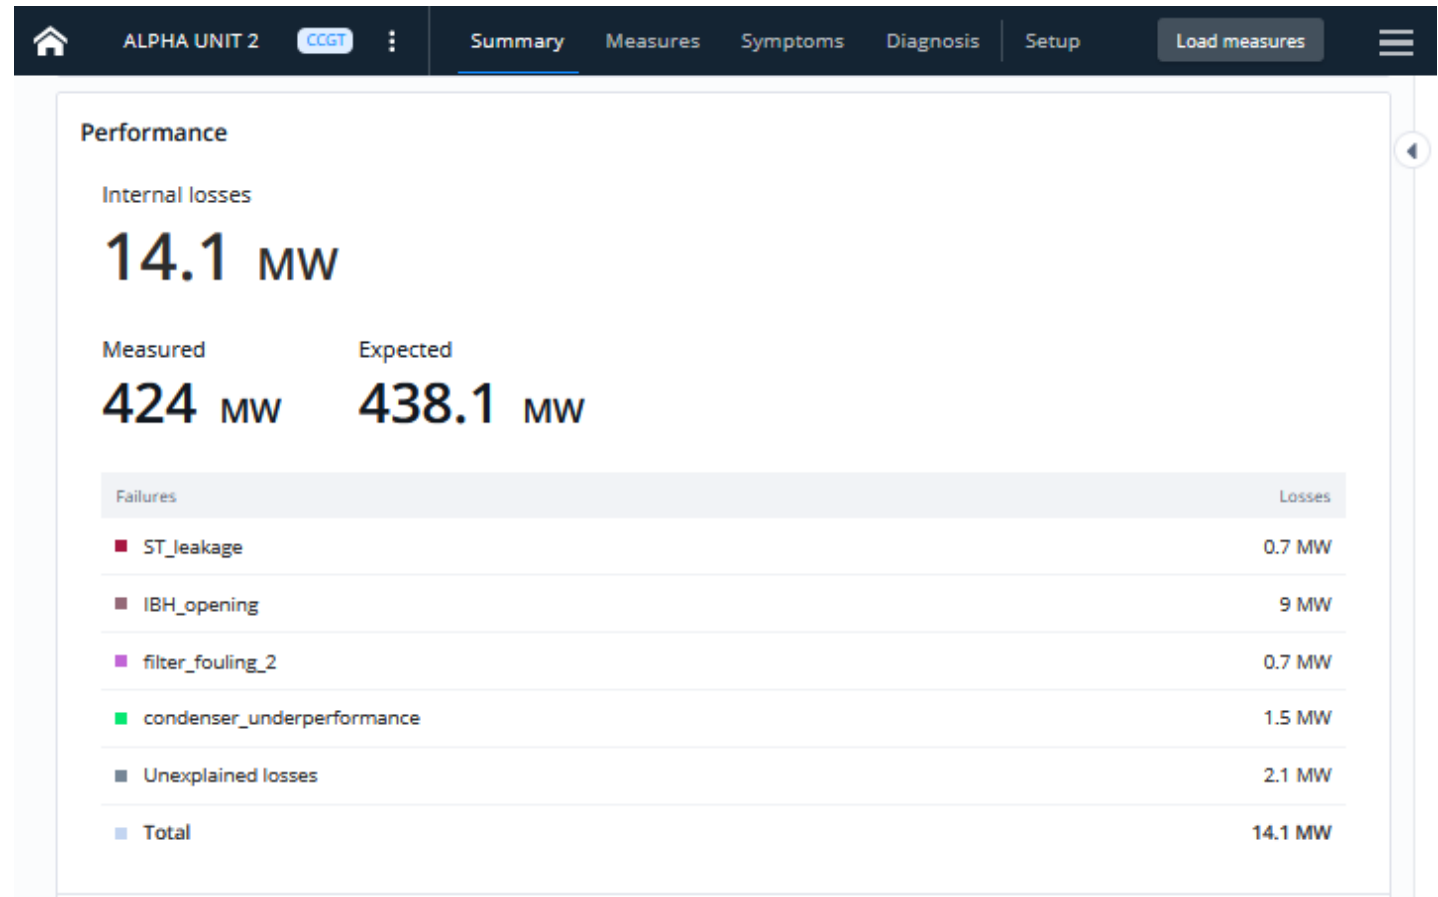 ALPHA UNIT 2 CCGT Summary Measures Symptoms Diagnosis Setup Load measures
Performance
Internal losses
14.1 MW
Measured Expected
424 MW 438.1 MW
Failures Losses
ST_leakage 0.7 MW
IBH_opening 9 MW
filter_fouling_2 0.7 MW
condenser_underperformance 1.5 MW
Unexplained losses 2.1 MW
Total 14.1 MW